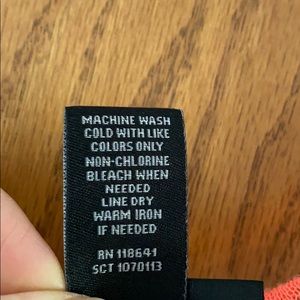 MACHINE WASH
COLD WITH LIKE
COLORS ONLY
NON-CHLORINE
BLEACH WHEN
NEEDED
LINE DRY
WARM IRON
IF NEEDED
RN 118641
SCT 1070113